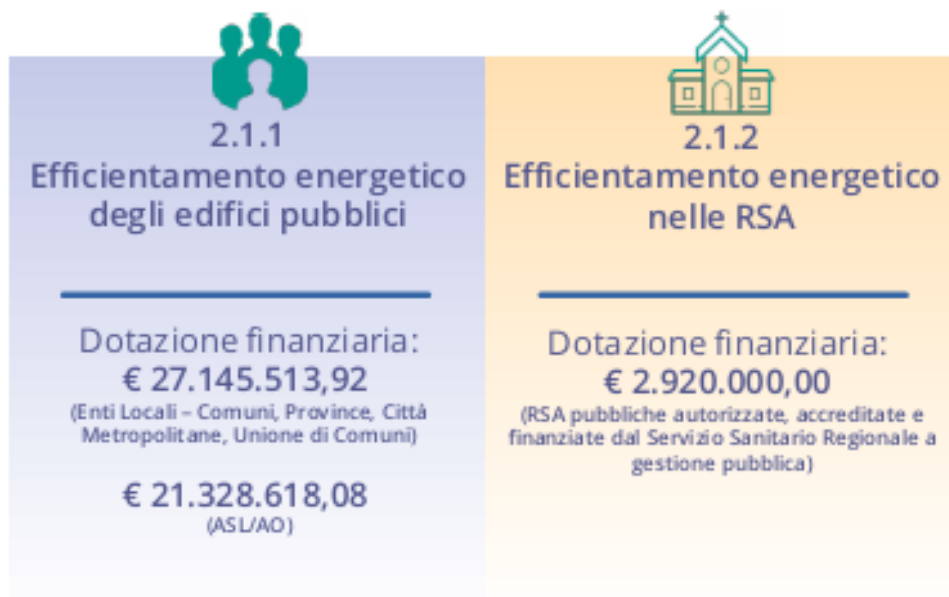 2.1.1
Efficientamento energetico
degli edifici pubblici
Dotazione finanziaria:
€ 27.145.513,92
(Enti Locali – Comuni, Province, Città
Metropolitane, Unione di Comuni)
€ 21.328.618,08
(ASL/AO)
2.1.2
Efficientamento energetico
nelle RSA
Dotazione finanziaria:
€ 2.920.000,00
(RSA pubbliche autorizzate, accreditate e
finanziate dal Servizio Sanitario Regionale a
gestione pubblica)